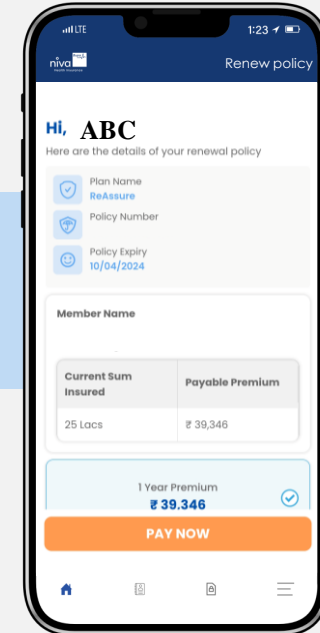 LTE
1:23
niva
Health Insurance
Renew policy
Hi, ABC
Here are the details of your renewal policy
Plan Name
ReAssure
Policy Number
Policy Expiry
10/04/2024
Member Name
Current Sum Insured
Payable Premium
25 Lacs
₹ 39,346
1 Year Premium
₹ 39,346
PAY NOW